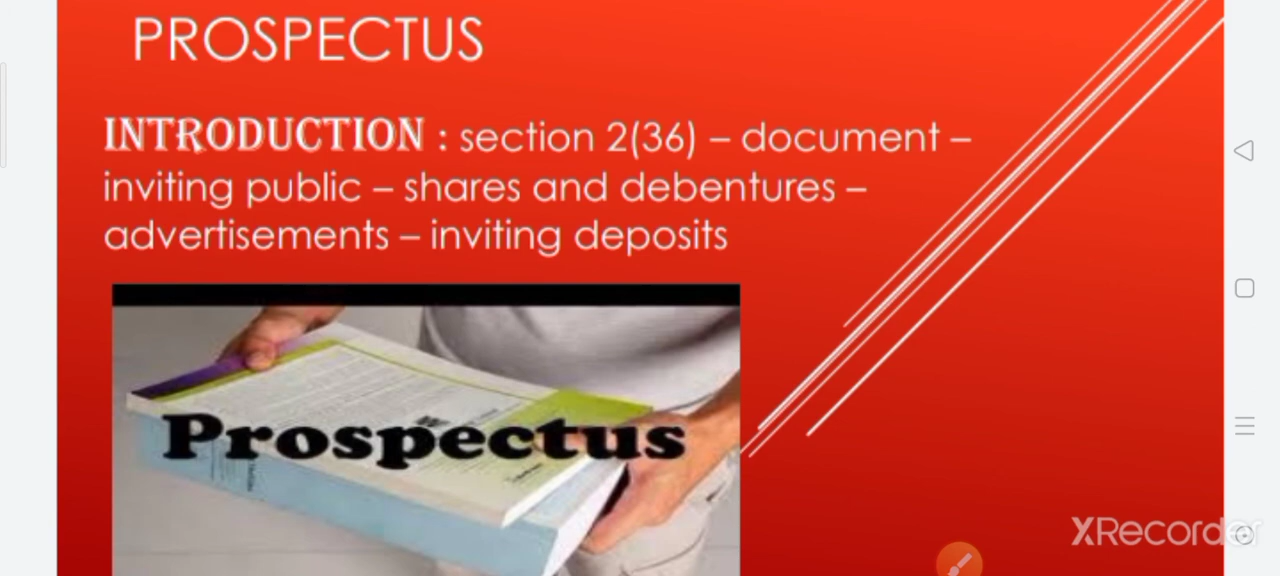 PROSPECTUS
INTRODUCTION : section 2(36) – document –
inviting public – shares and debentures –
advertisements – inviting deposits
Prospectus
XRecorder